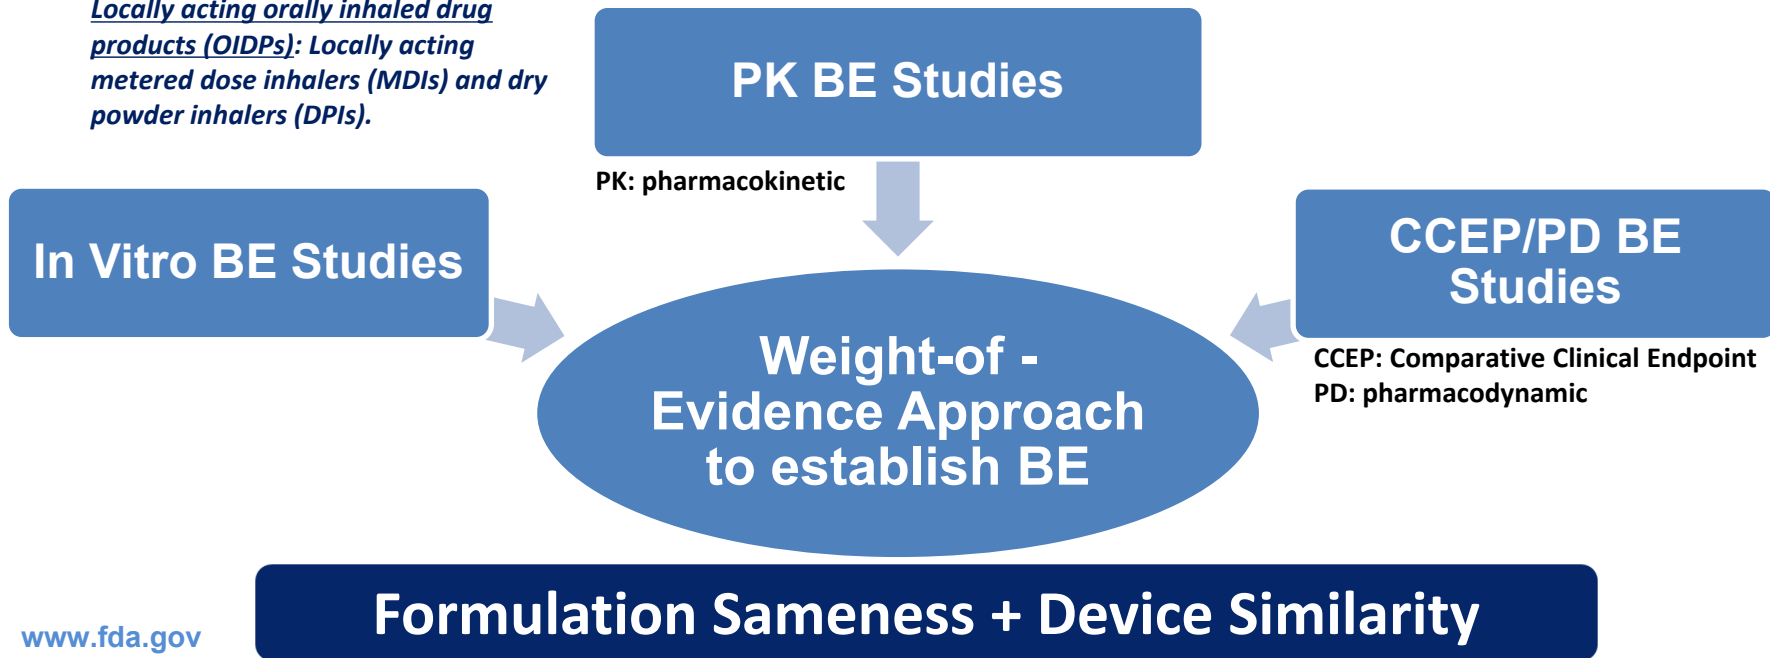 Locally acting orally inhaled drug
products (OIDPs): Locally acting
metered dose inhalers (MDIs) and dry
powder inhalers (DPIs).
PK BE Studies
PK: pharmacokinetic
In Vitro BE Studies
CCEP/PD BE
Studies
CCEP: Comparative Clinical Endpoint
PD: pharmacodynamic
Weight-of -
Evidence Approach
to establish BE
Formulation Sameness + Device Similarity
www.fda.gov